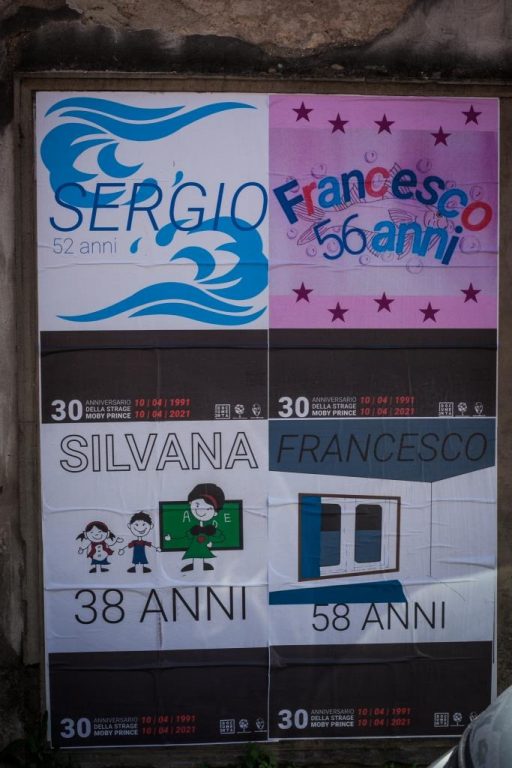 SERGIO
52 anni
30 ANNIVERSARIO
DELLA STRAGE
MOBY PRINCE
10 | 04 | 1991
10 | 04 | 2021
Francesco
56 anni
30 ANNIVERSARIO
DELLA STRAGE
MOBY PRINCE
10 | 04 | 1991
10 | 04 | 2021
SILVANA
A
E
38 ANNI
30 ANNIVERSARIO
DELLA STRAGE
MOBY PRINCE
10 | 04 | 1991
10 | 04 | 2021
FRANCESCO
58 ANNI
30 ANNIVERSARIO
DELLA STRAGE
MOBY PRINCE
10 | 04 | 1991
10 | 04 | 2021